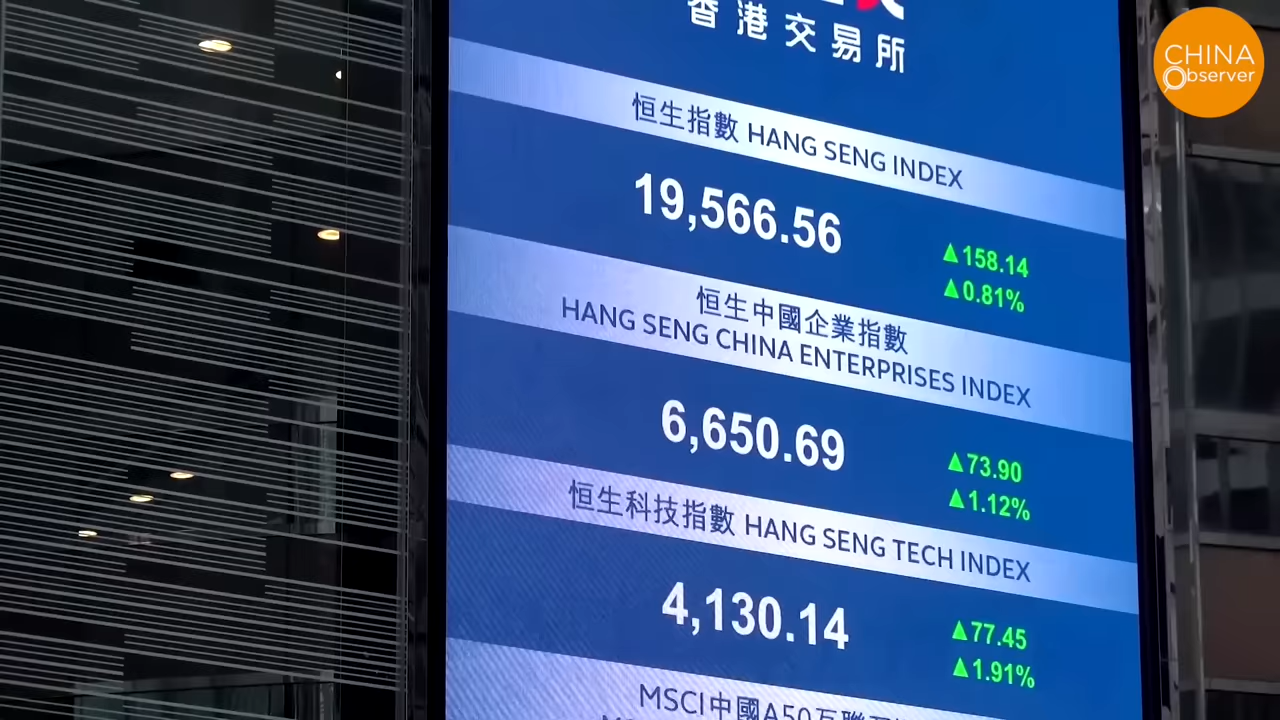 香港交易所
恒生指數 HANG SENG INDEX
19,566.56
▲158.14
▲0.81%
恒生中國企業指數
HANG SENG CHINA ENTERPRISES INDEX
6,650.69
▲73.90
▲1.12%
恒生科技指數 HANG SENG TECH INDEX
4,130.14
▲77.45
▲1.91%
MSCI中國A50互聯
CHINA
Observer